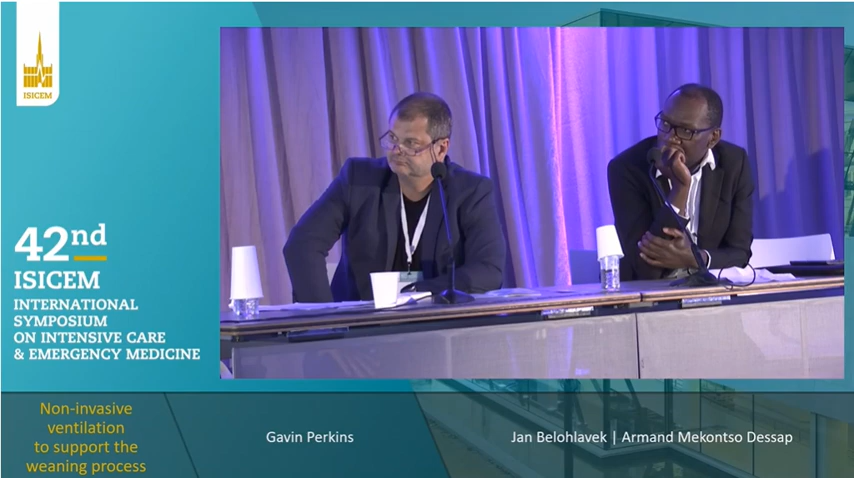 ISICEM
42nd
ISICEM
INTERNATIONAL
SYMPOSIUM
ON INTENSIVE CARE
& EMERGENCY MEDICINE
Non-invasive
ventilation
to support the
weaning process
Gavin Perkins
Jan Belohlavek | Armand Mekontso Dessap